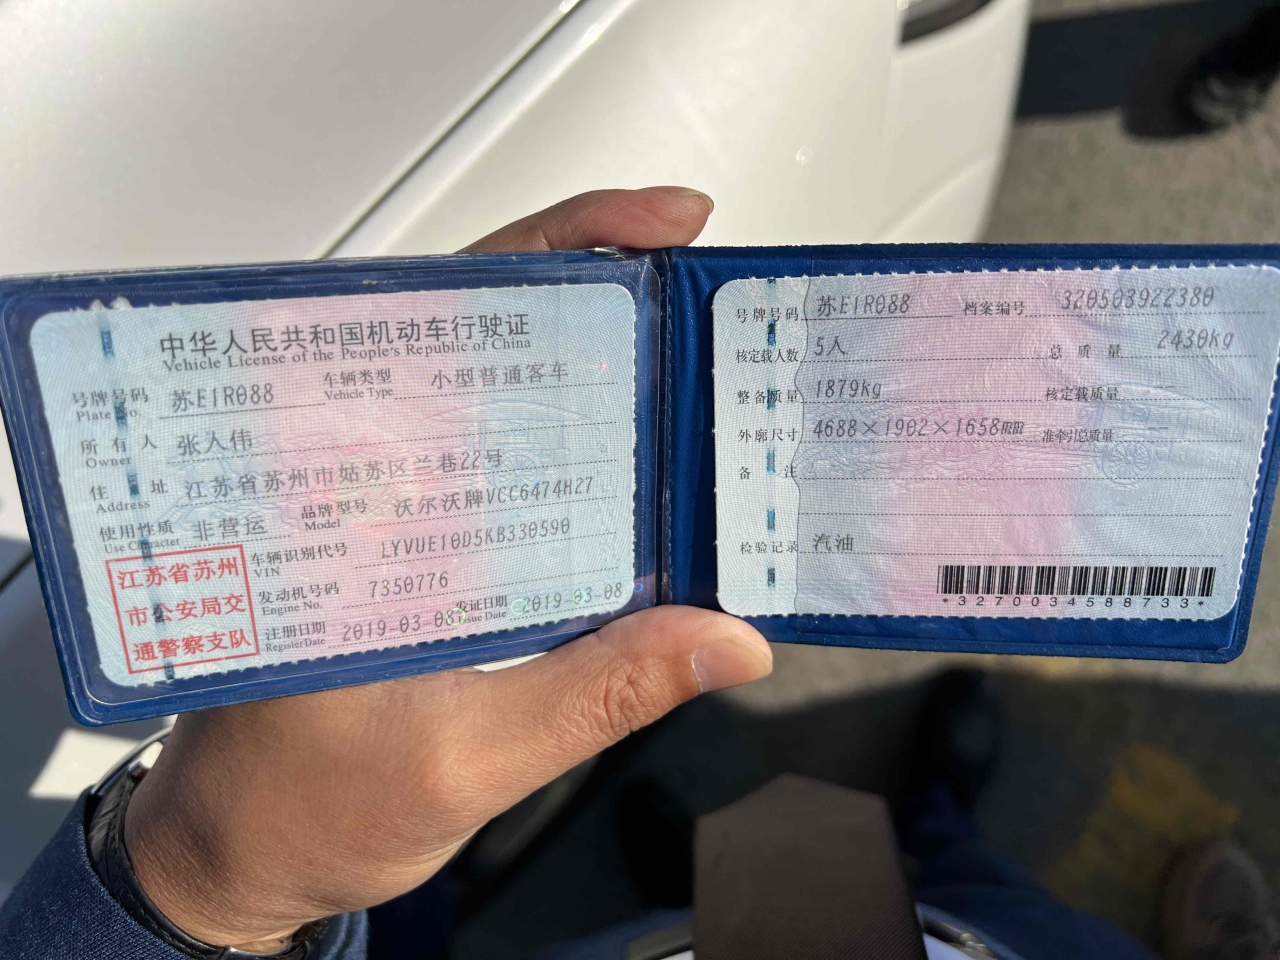 中华人民共和国机动车行驶证
Vehicle License of the People's Republic of China
号牌号码 苏E1R088 车辆类型 小型普通客车
Plate No. Vehicle Type
所有人 张人伟
Owner
住址 江苏省苏州市姑苏区兰巷22号
Address
使用性质 非营运 品牌型号 沃尔沃牌VCC6474H27
Use Character Model
江苏省苏州
市公安局交
通警察支队
车辆识别代号 LYVUE10D5KB330590
VIN
发动机号码 7350776
Engine No.
注册日期 2019-03-08 发证日期 2019-03-08
Register Date Issue Date
号牌号码 苏E1R088 档案编号 320503922380
核定载人数 5人 总质量 2430kg
整备质量 1879kg 核定载质量
外廓尺寸 4688×1902×1658mm 准牵引总质量
备注
检验记录 汽油
*3270034588733*